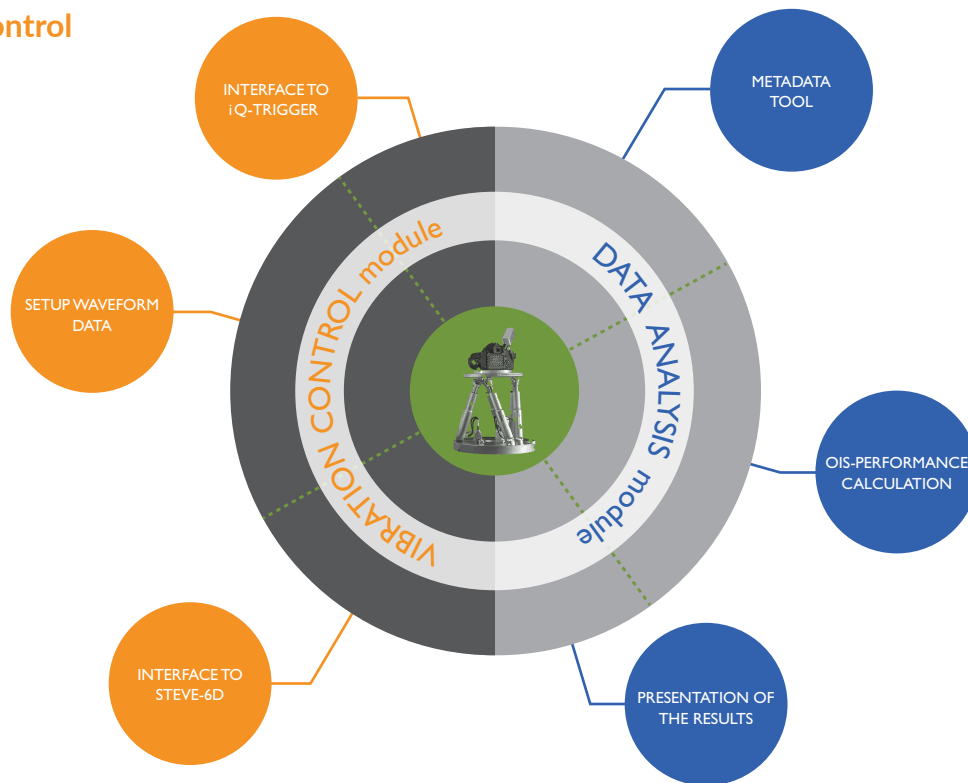 ontrol
INTERFACE TO
iQ-TRIGGER
METADATA
TOOL
SETUP WAVEFORM
DATA
VIBRATION CONTROL module
DATA ANALYSIS module
OIS-PERFORMANCE
CALCULATION
INTERFACE TO
STEVE-6D
PRESENTATION OF
THE RESULTS